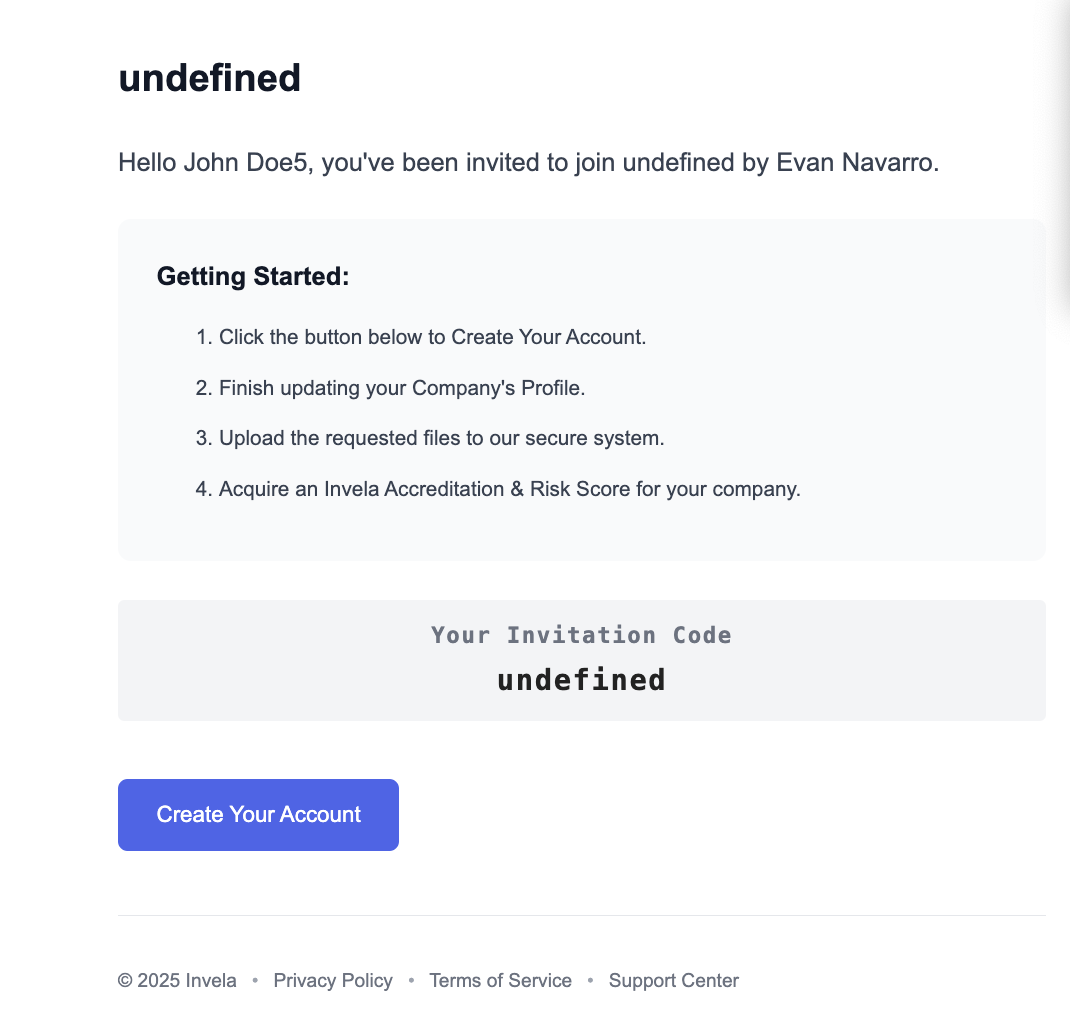 undefined
Hello John Doe5, you've been invited to join undefined by Evan Navarro.
Getting Started:
1. Click the button below to Create Your Account.
2. Finish updating your Company's Profile.
3. Upload the requested files to our secure system.
4. Acquire an Invela Accreditation & Risk Score for your company.
Your Invitation Code
undefined
Create Your Account
© 2025 Invela • Privacy Policy • Terms of Service • Support Center